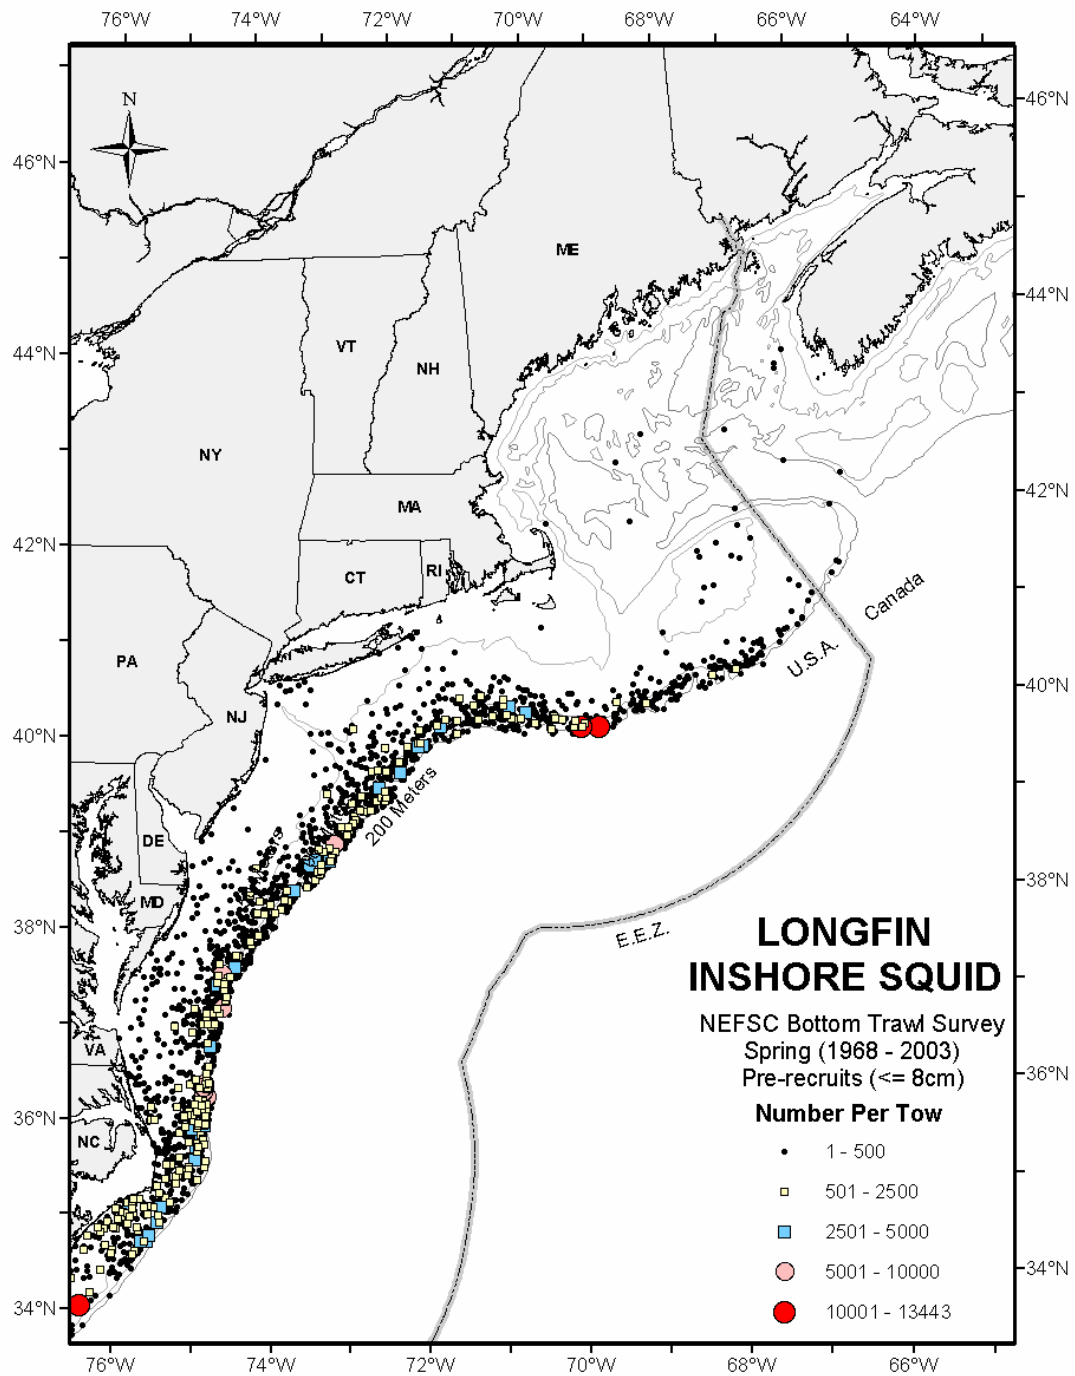 76°W 74°W 72°W 70°W 68°W 66°W 64°W
N
46°N
46°N
ME
44°N
VT
44°N
NH
NY
42°N
MA
42°N
CT
RI
Canada
PA
U.S.A.
40°N
NJ
40°N
200 Meters
DE
38°N
MD
38°N
E.E.Z.
LONGFIN
INSHORE SQUID
NEFSC Bottom Trawl Survey
Spring (1968 - 2003)
Pre-recruits (<= 8cm)
VA
36°N
Number Per Tow
36°N
NC
1 - 500
501 - 2500
2501 - 5000
34°N
5001 - 10000
34°N
10001 - 13443
76°W 74°W 72°W 70°W 68°W 66°W